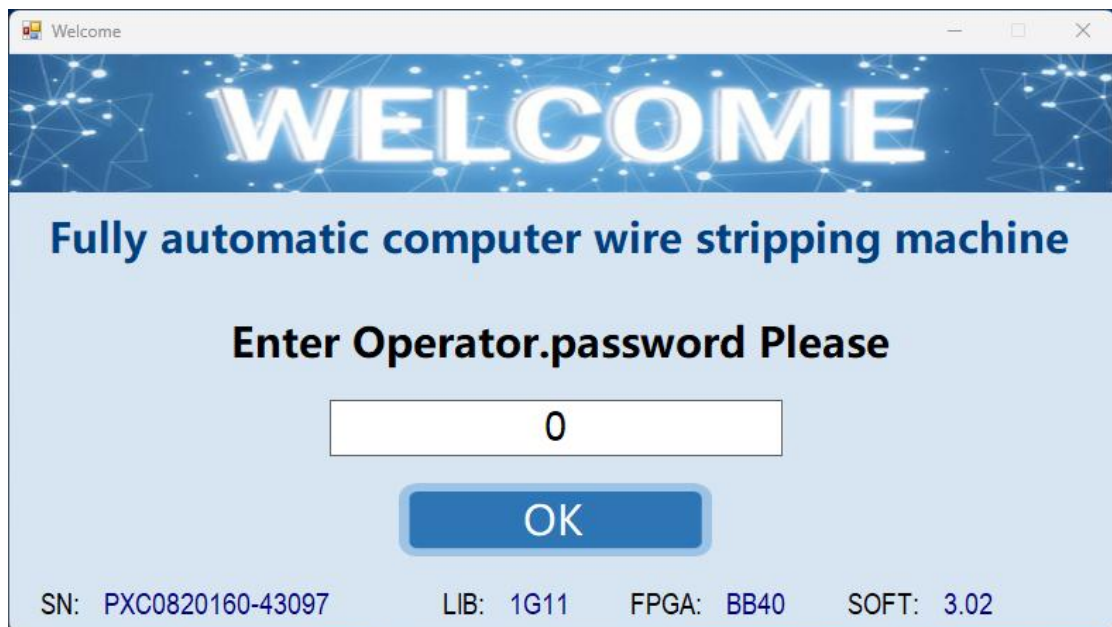 Welcome
WELCOME
Fully automatic computer wire stripping machine
Enter Operator.password Please
0
OK
SN: PXC0820160-43097 LIB: 1G11 FPGA: BB40 SOFT: 3.02